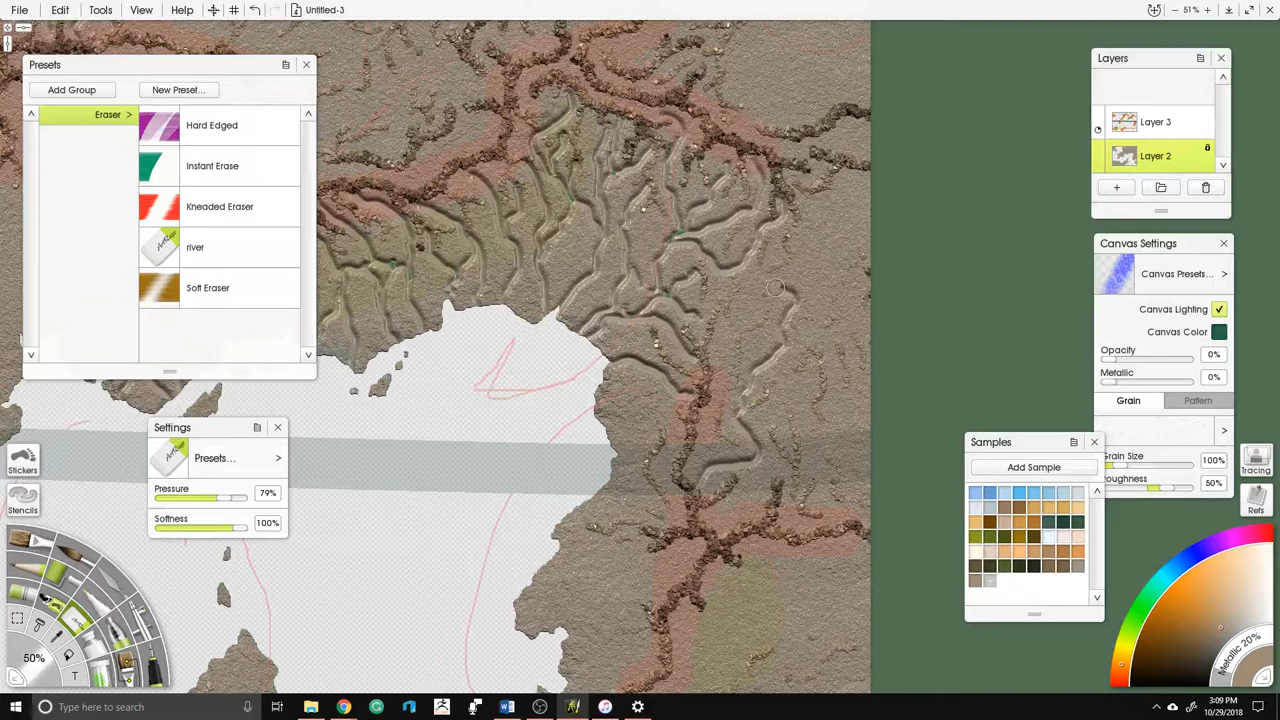 File Edit Tools View Help Untitled-3 51%
Presets
Add Group New Preset...
Eraser >
Hard Edged
Instant Erase
Kneaded Eraser
river
Soft Eraser
Settings
Presets... >
Pressure
79%
Softness
100%
Stickers
Stencils
50%
T
Layers
Layer 3
Layer 2
Canvas Settings
Canvas Presets... >
Canvas Lighting
Canvas Color
Opacity
0%
Metallic
0%
Grain Pattern
Grain Size
100%
Roughness
50%
Samples
Add Sample
Tracing
Refs
Metallic 20%
Type here to search
3:09 PM
10/29/2018